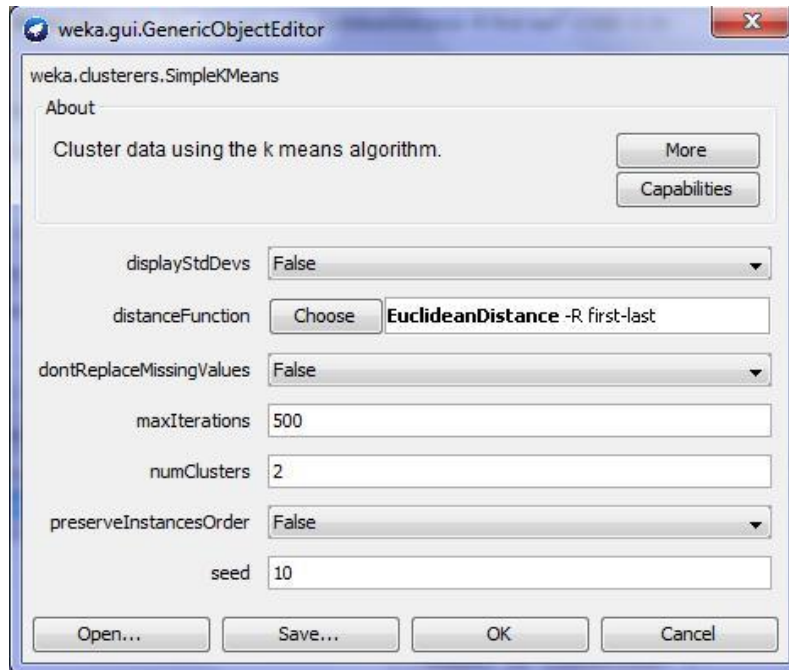 weka.gui.GenericObjectEditor
weka.clusterers.SimpleKMeans
About
Cluster data using the k means algorithm.
More
Capabilities
displayStdDevs False
distanceFunction Choose EuclideanDistance -R first-last
dontReplaceMissingValues False
maxIterations 500
numClusters 2
preserveInstancesOrder False
seed 10
Open... Save... OK Cancel